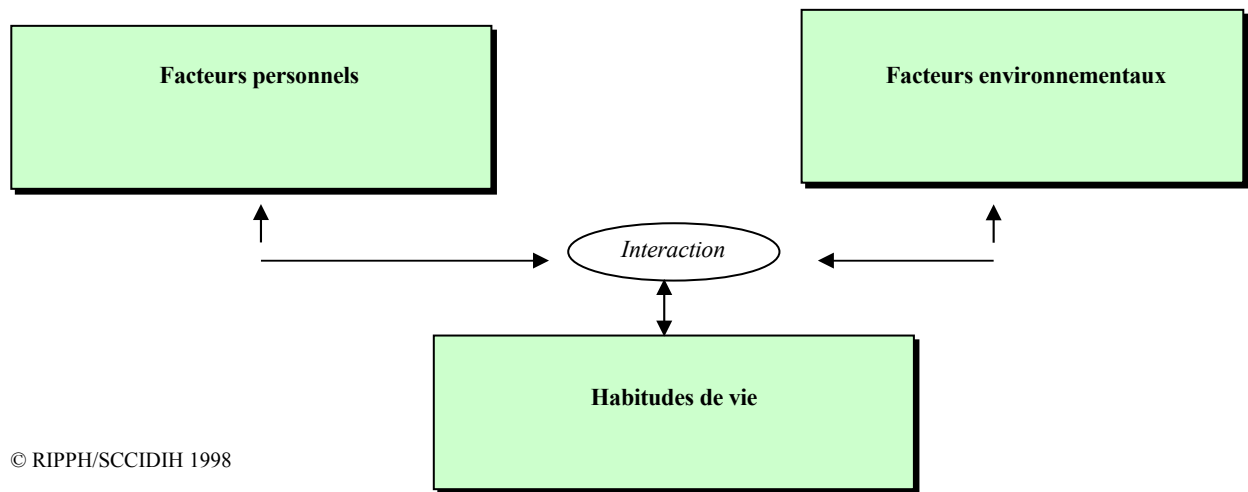 Facteurs personnels
Facteurs environnementaux
Interaction
Habitudes de vie
© RIPPH/SCCIDIH 1998